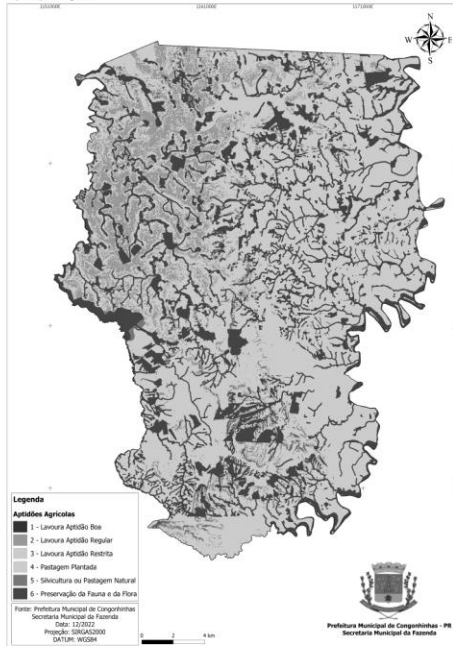 N
W E
S
Legenda
Aptidões Agrícolas
1 - Lavoura Aptidão Boa
2 - Lavoura Aptidão Regular
3 - Lavoura Aptidão Restrita
4 - Pastagem Plantada
5 - Silvicultura ou Pastagem Natural
6 - Preservação da Fauna e da Flora
Fonte: Prefeitura Municipal de Congonhinhas
Secretaria Municipal da Fazenda
Data: 12/2022
Projeção: SIRGAS2000
DATUM: WGS84
0 2 4 km
Prefeitura Municipal de Congonhinhas - PR
Secretaria Municipal da Fazenda